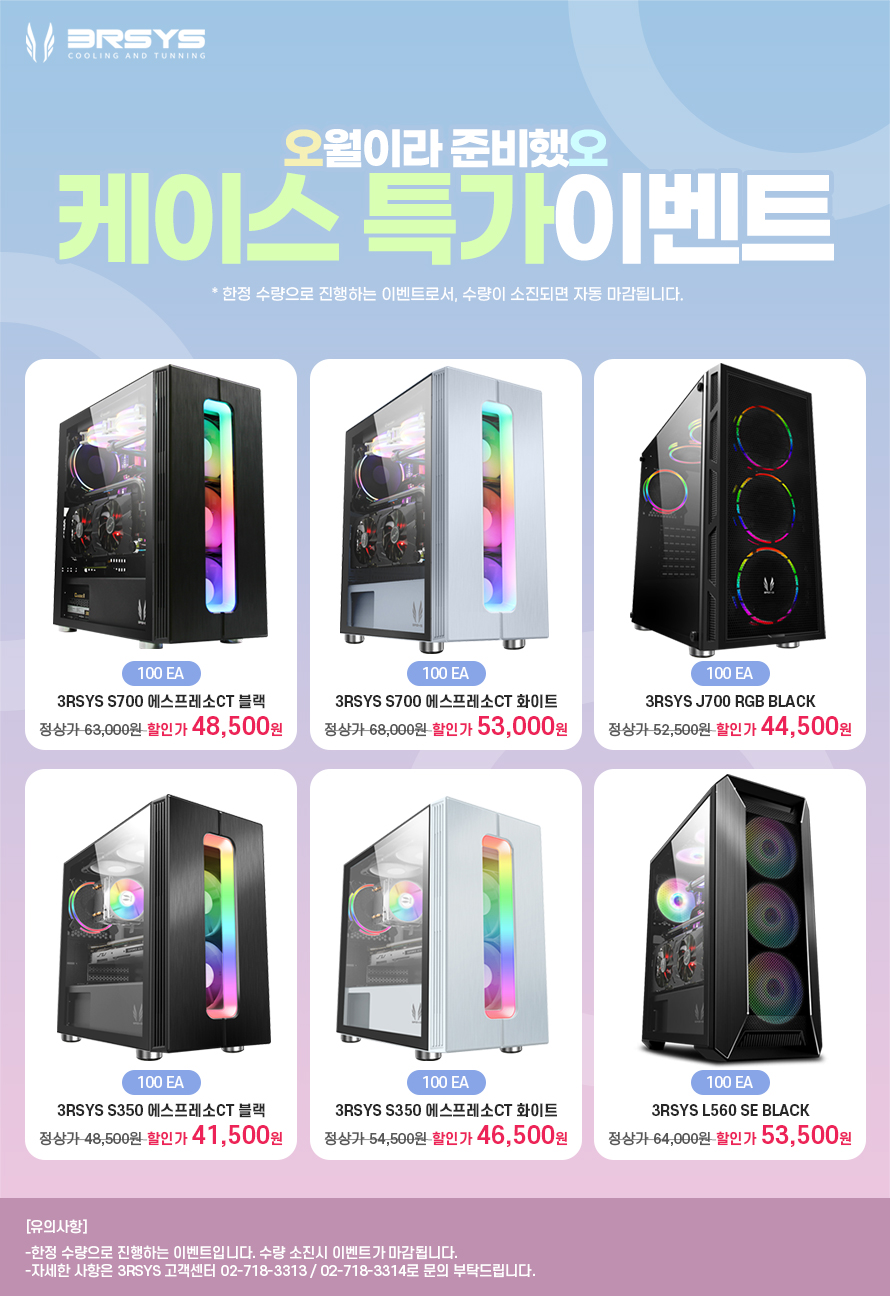 3RSYS
COOLING AND TUNNING
오월이라 준비했오
케이스 특가이벤트
* 한정 수량으로 진행하는 이벤트로서, 수량이 소진되면 자동 마감됩니다.
100 EA
3RSYS S700 에스프레소CT 블랙
정상가 63,000원 할인가 48,500원
100 EA
3RSYS S700 에스프레소CT 화이트
정상가 68,000원 할인가 53,000원
100 EA
3RSYS J700 RGB BLACK
정상가 52,500원 할인가 44,500원
100 EA
3RSYS S350 에스프레소CT 블랙
정상가 48,500원 할인가 41,500원
100 EA
3RSYS S350 에스프레소CT 화이트
정상가 54,500원 할인가 46,500원
100 EA
3RSYS L560 SE BLACK
정상가 64,000원 할인가 53,500원
[유의사항]
-한정 수량으로 진행하는 이벤트입니다. 수량 소진시 이벤트가 마감됩니다.
-자세한 사항은 3RSYS 고객센터 02-718-3313 / 02-718-3314로 문의 부탁드립니다.